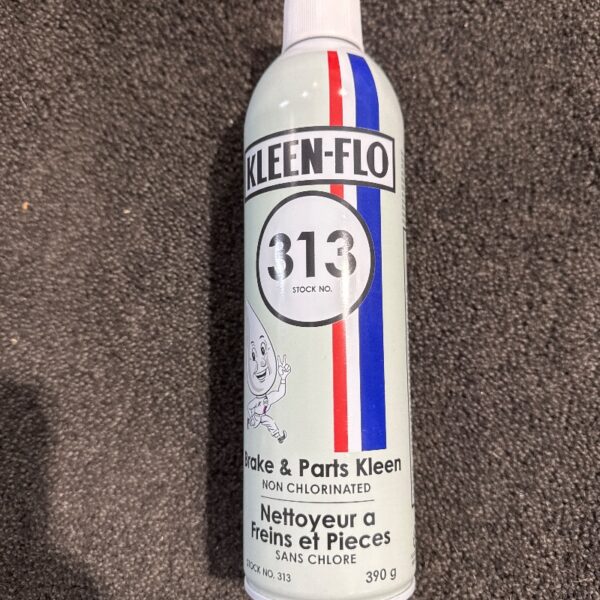 KLEEN-FLO
313
STOCK NO.
Brake & Parts Kleen
NON CHLORINATED
Nettoyeur a
Freins et Pieces
SANS CHLORE
STOCK NO. 313 390 g